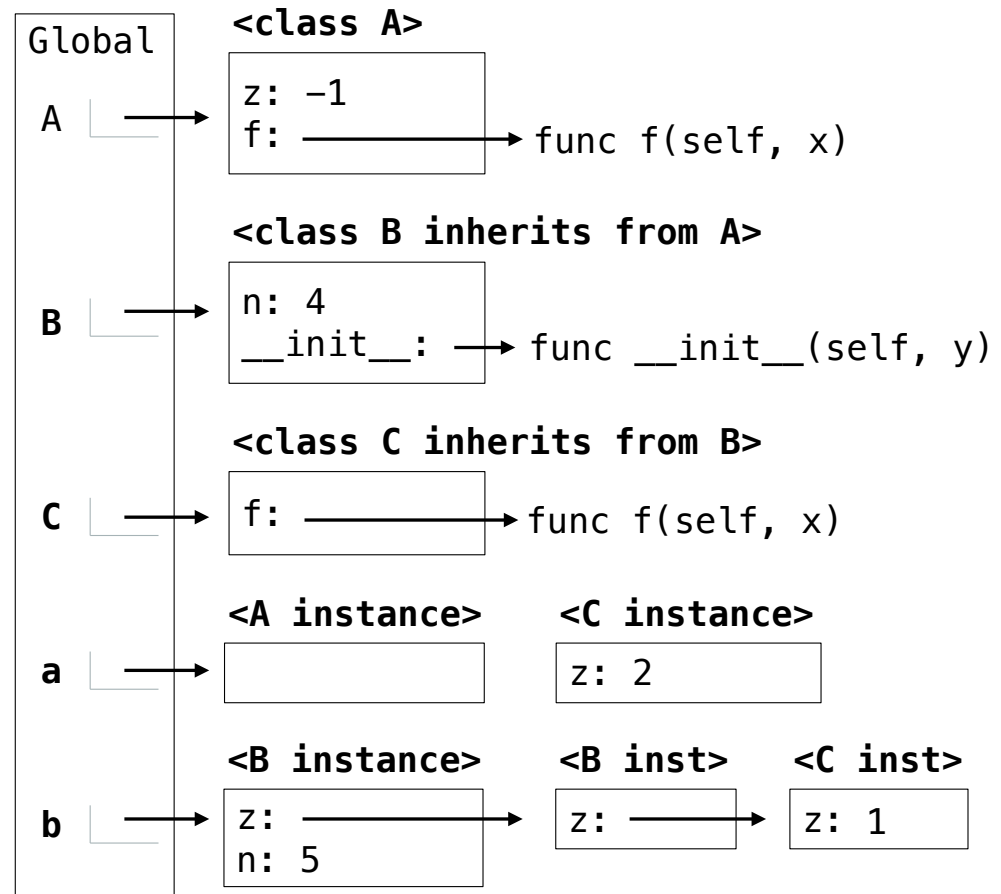 Global
<class A>
A
z: −1
f:
func f(self, x)
<class B inherits from A>
B
n: 4
__init__:
func __init__(self, y)
<class C inherits from B>
C
f:
func f(self, x)
<A instance>
<C instance>
a
z: 2
<B instance>
<B inst>
<C inst>
b
z:
n: 5
z:
z: 1